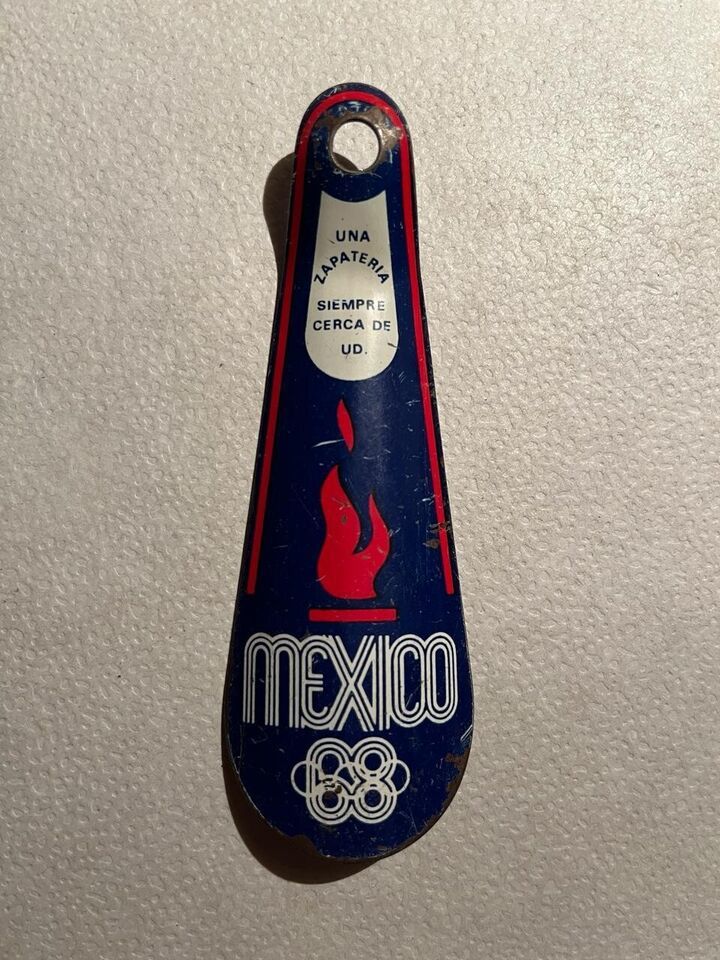 UNA
ZAPATERIA
SIEMPRE
CERCA DE
UD.
MEXICO
68